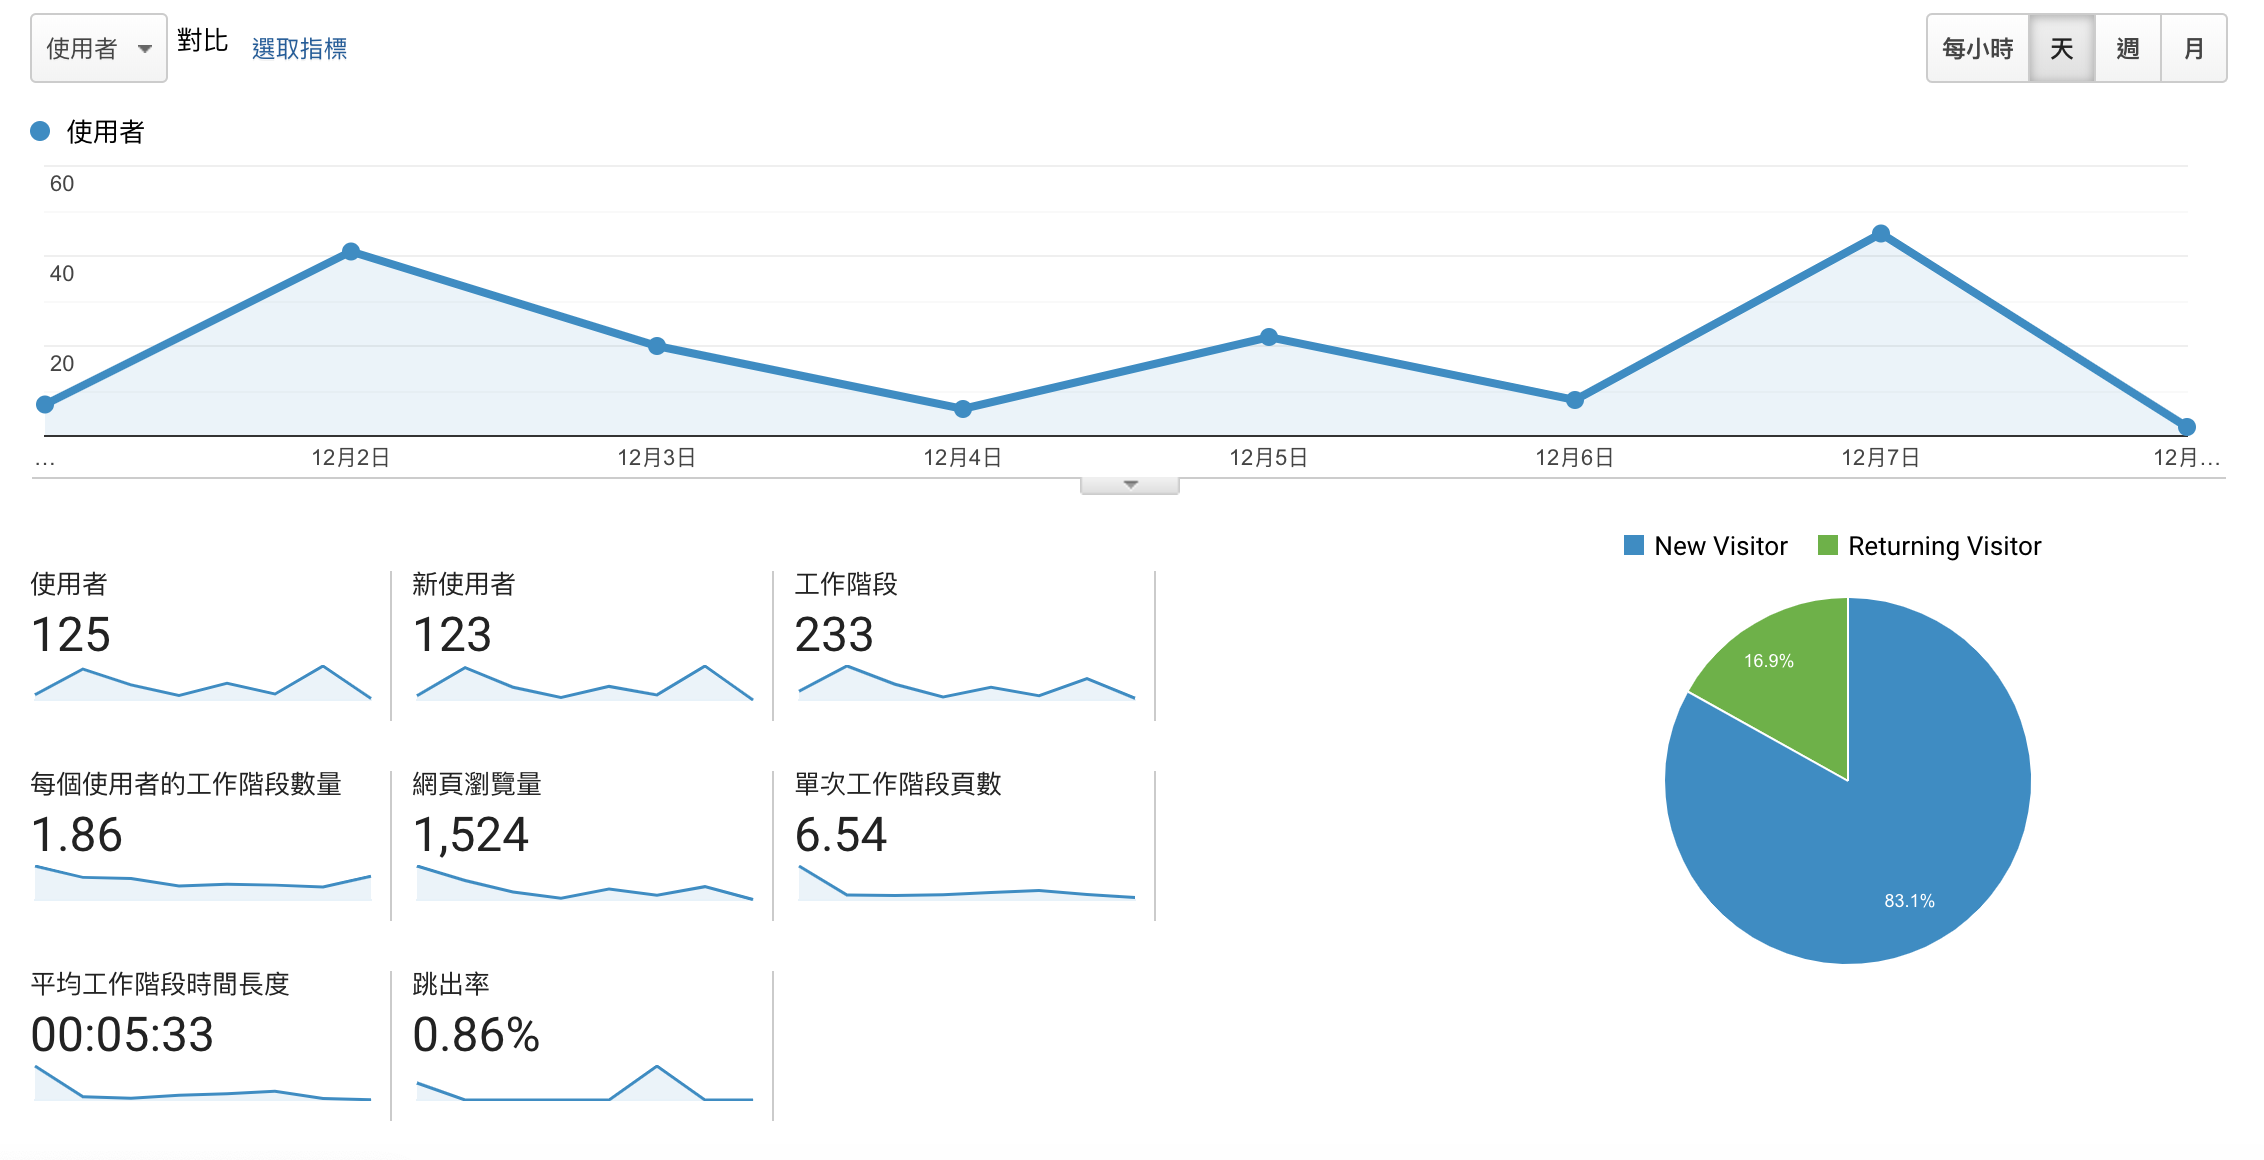 使用者 對比 選取指標 每小時 天 週 月
使用者
60
40
20
... 12月2日 12月3日 12月4日 12月5日 12月6日 12月7日 12月...
New Visitor Returning Visitor
16.9%
83.1%
使用者 新使用者 工作階段
125 123 233
每個使用者的工作階段數量 網頁瀏覽量 單次工作階段頁數
1.86 1,524 6.54
平均工作階段時間長度 跳出率
00:05:33 0.86%